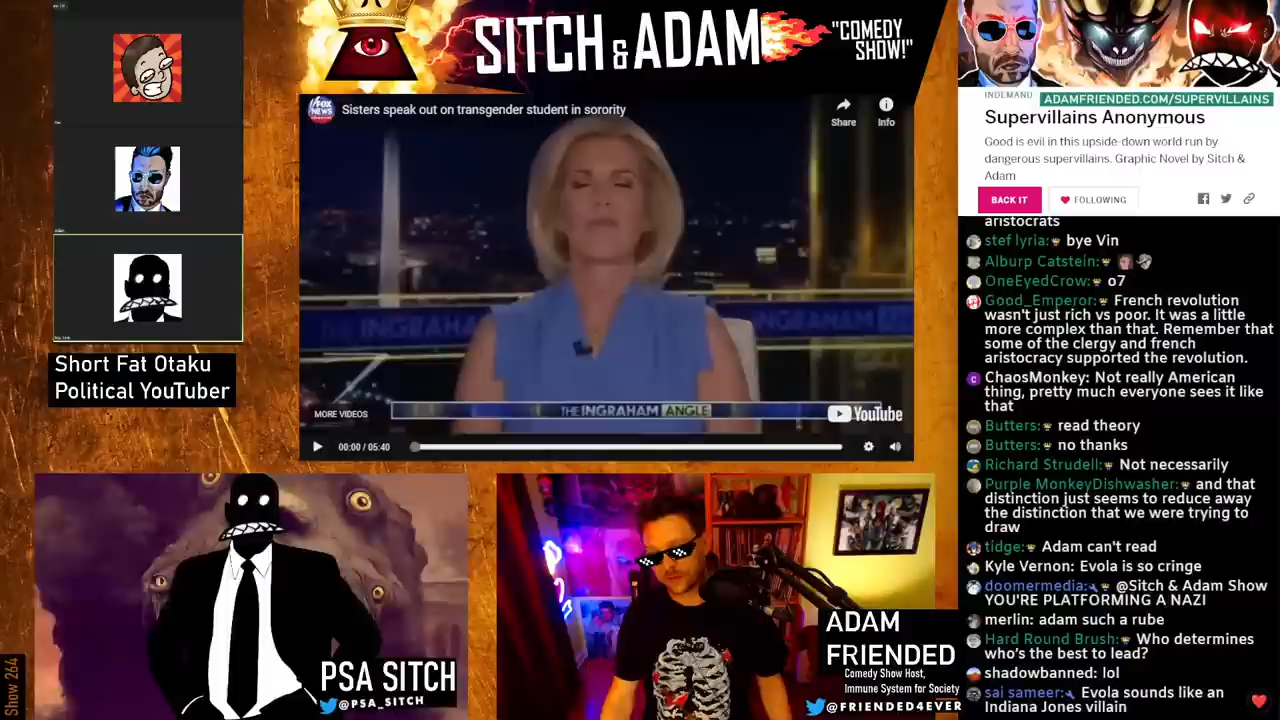 SITCH & ADAM
"COMEDY
SHOW!"
FOX
NEWS
Sisters speak out on transgender student in sorority
Share
Info
THE INGRAHAM ANGLE
MORE VIDEOS
YouTube
00:00 / 05:40
Short Fat Otaku
Political YouTuber
PSA SITCH
@PSA_SITCH
Show 264
ADAM
FRIENDED
Comedy Show Host,
Immune System for Society
@FRIENDED4EVER
INDEMAND
ADAMFRIENDED.COM/SUPERVILLAINS
Supervillains Anonymous
Good is evil in this upside-down world run by
dangerous supervillains. Graphic Novel by Sitch &
Adam
BACK IT
FOLLOWING
aristocrats
stef lyria: bye Vin
Alburp Catstein:
OneEyedCrow: o7
Good_Emperor: French revolution
wasn't just rich vs poor. It was a little
more complex than that. Remember that
some of the clergy and french
aristocracy supported the revolution.
ChaosMonkey: Not really American
thing, pretty much everyone sees it like
that
Butters: read theory
Butters: no thanks
Richard Strudell: Not necessarily
Purple MonkeyDishwasher: and that
distinction just seems to reduce away
the distinction that we were trying to
draw
tidge: Adam can't read
Kyle Vernon: Evola is so cringe
doomermedia: @Sitch & Adam Show
YOU'RE PLATFORMING A NAZI
merlin: adam such a rube
Hard Round Brush: Who determines
who's the best to lead?
shadowbanned: lol
sai sameer: Evola sounds like an
Indiana Jones villain